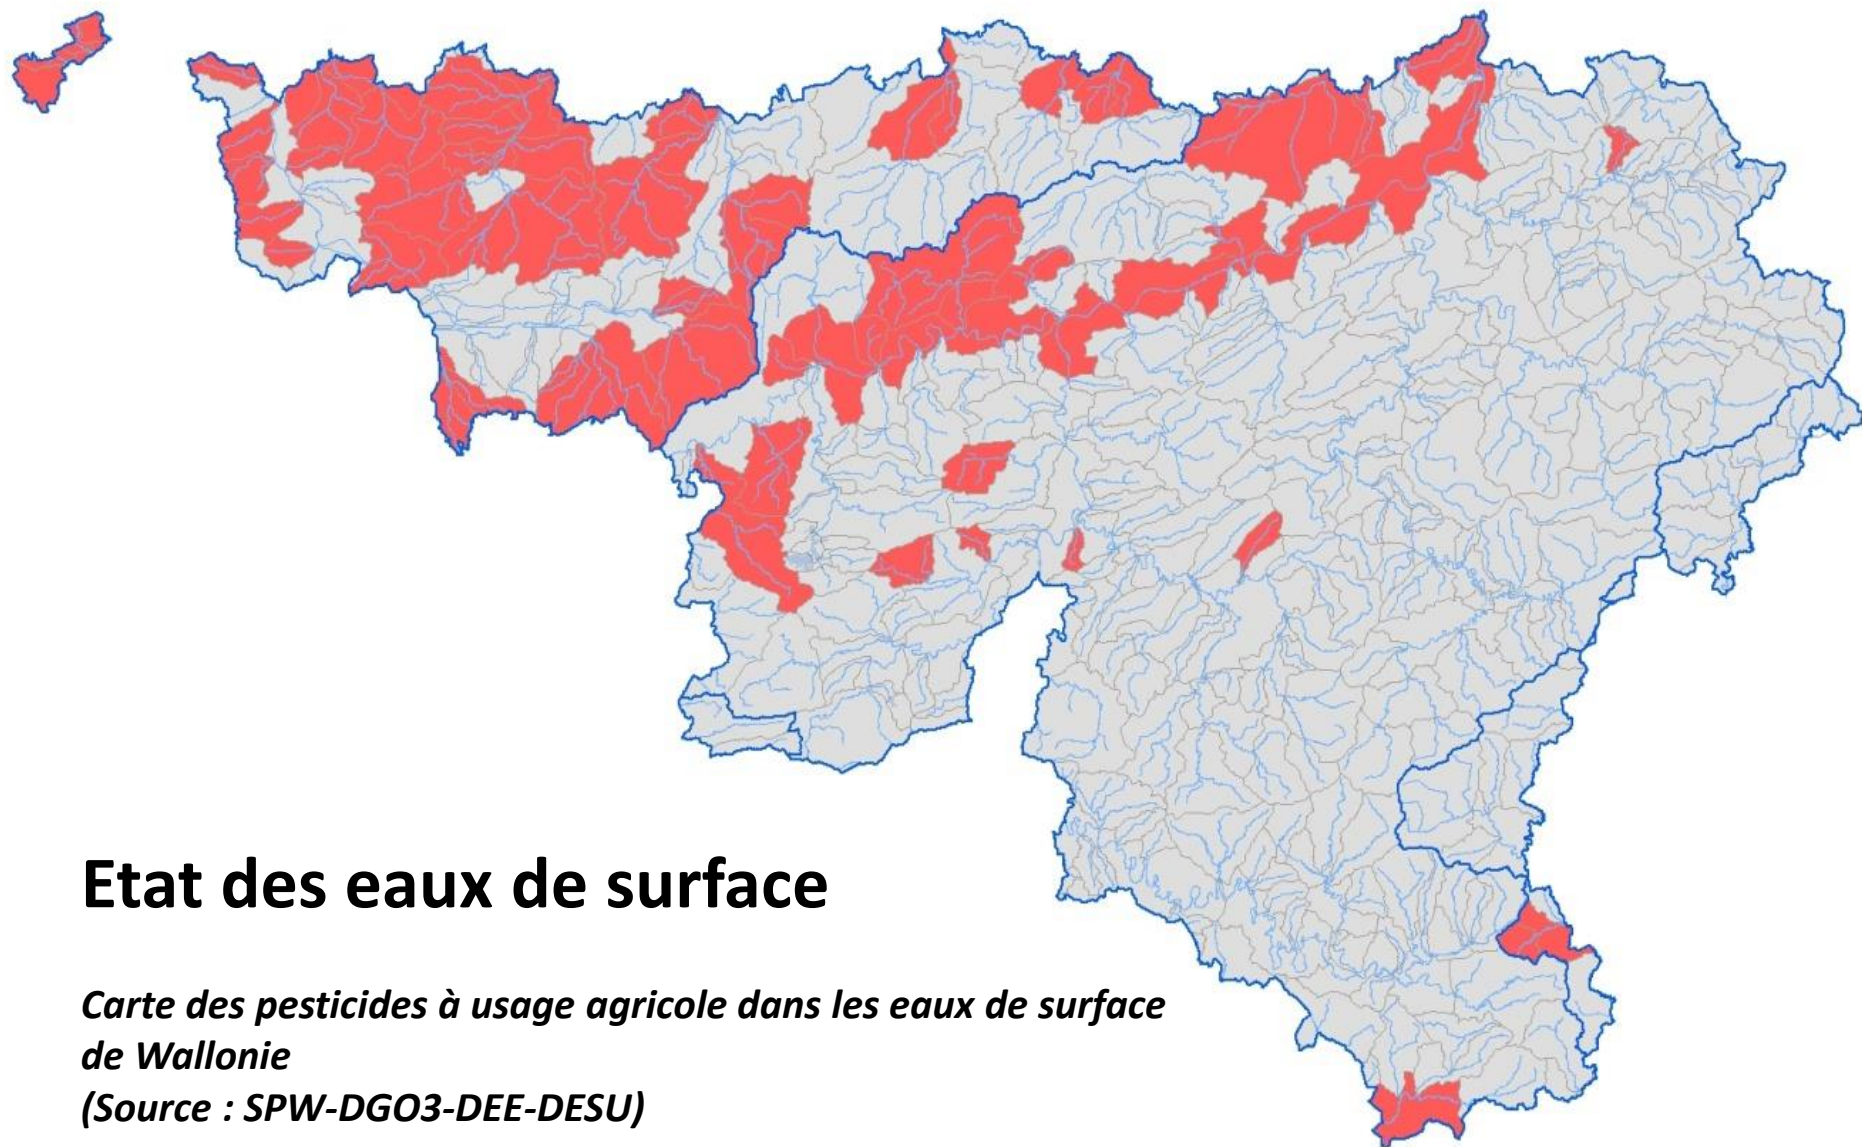 Etat des eaux de surface
Carte des pesticides à usage agricole dans les eaux de surface
de Wallonie
(Source : SPW-DGO3-DEE-DESU)